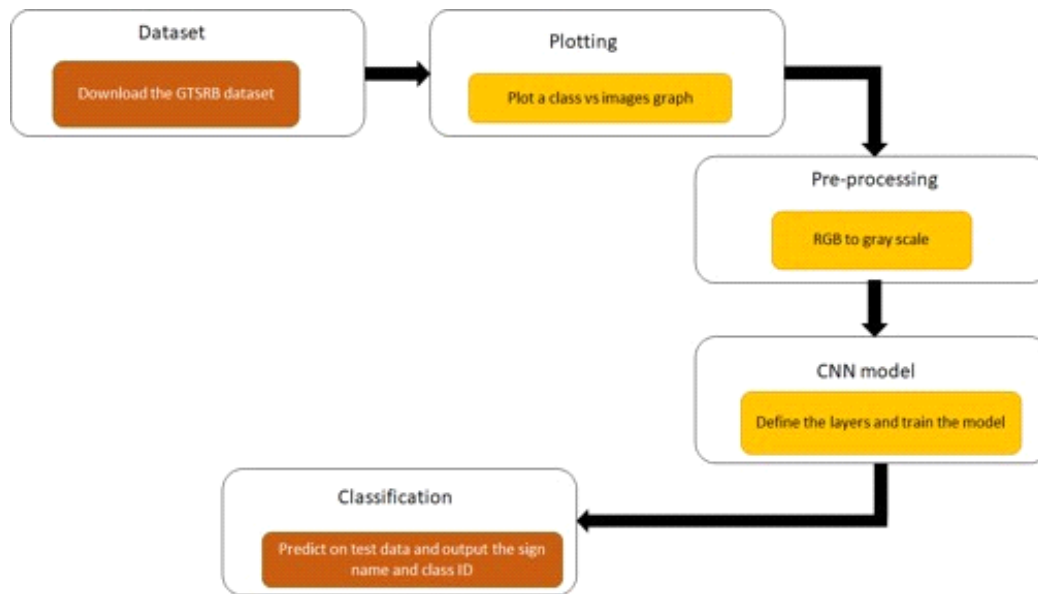 Dataset
Download the GTSRB dataset
Plotting
Plot a class vs images graph
Pre-processing
RGB to gray scale
CNN model
Define the layers and train the model
Classification
Predict on test data and output the sign
name and class ID